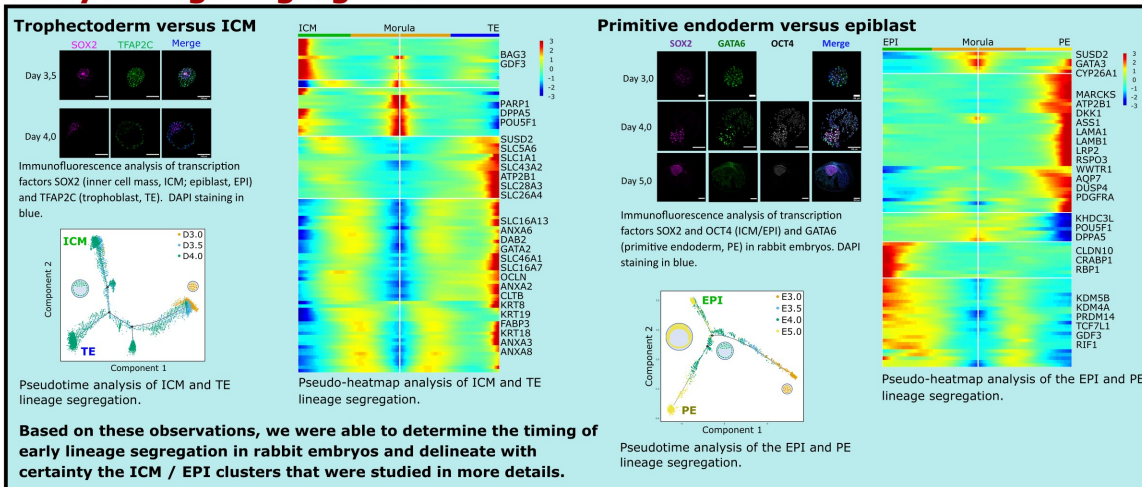 Trophectoderm versus ICM
SOX2 TFAP2C Merge
Day 3,5
Day 4,0
Immunofluorescence analysis of transcription
factors SOX2 (inner cell mass, ICM; epiblast, EPI)
and TFAP2C (trophoblast, TE). DAPI staining in
blue.
ICM
D3.0
D3.5
D4.0
TE
Component 2
Component 1
Pseudotime analysis of ICM and TE
lineage segregation.
ICM Morula TE
3
2
1
0
-1
-2
-3
BAG3
GDF3
PARP1
DPPA5
POU5F1
SUSD2
SLC5A6
SLC1A1
SLC43A2
ATP2B1
SLC28A3
SLC26A4
SLC16A13
ANXA6
DAB2
GATA2
SLC46A1
SLC16A7
OCLN
ANXA2
CLTB
KRT8
KRT19
FABP3
KRT18
ANXA3
ANXA8
Pseudo-heatmap analysis of ICM and TE
lineage segregation.
Based on these observations, we were able to determine the timing of
early lineage segregation in rabbit embryos and delineate with
certainty the ICM / EPI clusters that were studied in more details.
Primitive endoderm versus epiblast
SOX2 GATA6 OCT4 Merge
Day 3,0
Day 4,0
Day 5,0
Immunofluorescence analysis of transcription
factors SOX2 and OCT4 (ICM/EPI) and GATA6
(primitive endoderm, PE) in rabbit embryos. DAPI
staining in blue.
EPI
E3.0
E3.5
E4.0
E5.0
PE
Component 2
Component 1
Pseudotime analysis of the EPI and PE
lineage segregation.
EPI Morula PE
3
2
1
0
-1
-2
-3
SUSD2
GATA3
CYP26A1
MARCKS
ATP2B1
DKK1
ASS1
LAMA1
LAMB1
LRP2
RSPO3
WWTR1
AQP7
DUSP4
PDGFRA
KHDC3L
POU5F1
DPPA5
CLDN10
CRABP1
RBP1
KDM5B
KDM4A
PRDM14
TCF7L1
GDF3
RIF1
Pseudo-heatmap analysis of the EPI and PE
lineage segregation.